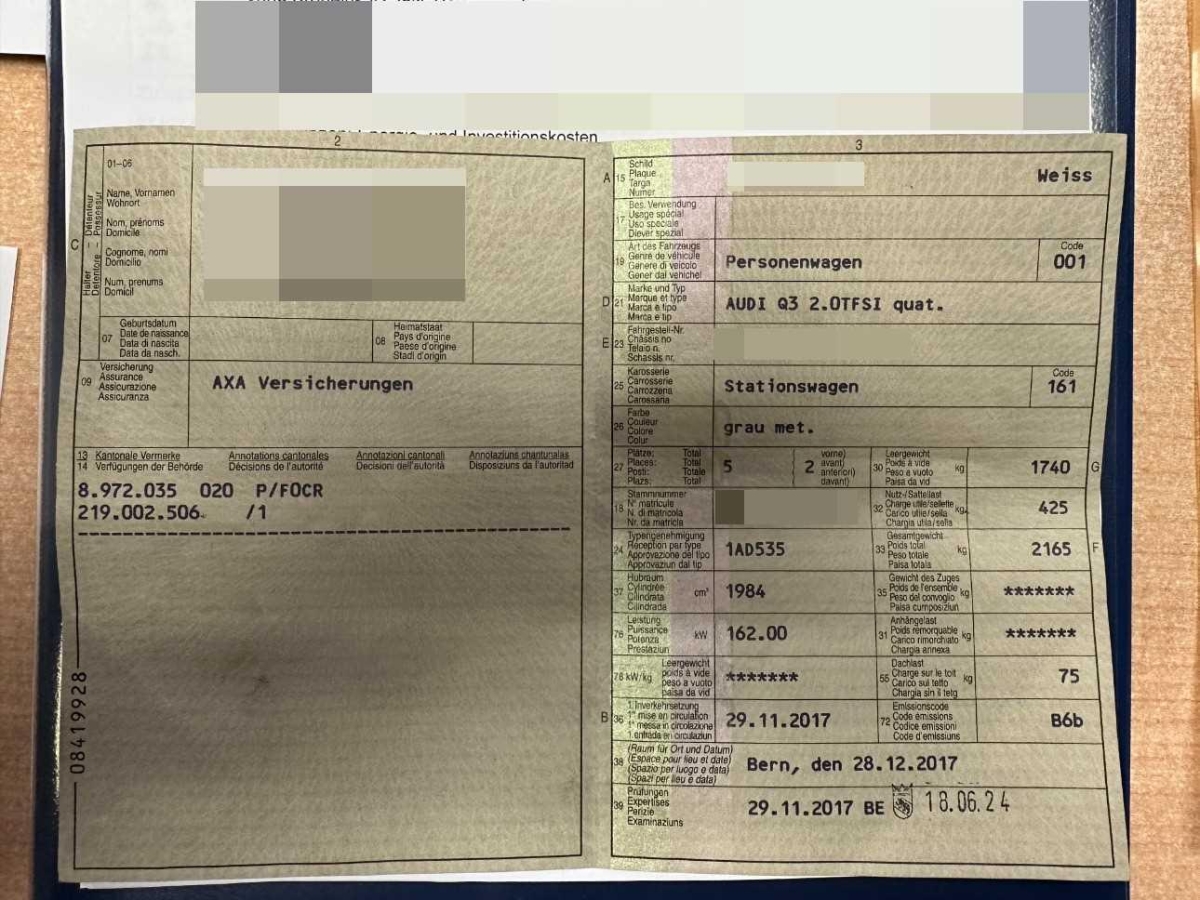 und Investitionskosten
2
01–06
Halter – Détenteur
Detentore – Possessur
C
Name, Vornamen
Wohnort
Nom, prénoms
Domicile
Cognome, nomi
Domicilio
Num, prenums
Domicil
07
Geburtsdatum
Date de naissance
Data di nascita
Data da nasch.
08
Heimatstaat
Pays d'origine
Paese d'origine
Stadi d'origin
09
Versicherung
Assurance
Assicurazione
Assicuranza
AXA Versicherungen
13 Kantonale Vermerke Annotations cantonales Annotazioni cantonali Annotaziuns chantunalas
14 Verfügungen der Behörde Décisions de l'autorité Decisioni dell'autorità Disposiziuns da l'autoritad
8.972.035 020 P/FOCR
219.002.506 /1
08419928
3
A 15
Schild
Plaque
Targa
Numer
Weiss
17
Bes. Verwendung
Usage spécial
Uso speciale
Diever spezial
19
Art des Fahrzeugs
Genre de véhicule
Genere di veicolo
Gener dal vehichel
Personenwagen
Code
001
D 21
Marke und Typ
Marque et type
Marca e tipo
Marca e tip
AUDI Q3 2.0TFSI quat.
E 23
Fahrgestell-Nr.
Châssis no
Telaio n.
Schassis nr.
25
Karosserie
Carrosserie
Carrozzeria
Carossaria
Stationswagen
Code
161
26
Farbe
Couleur
Colore
Colur
grau met.
27
Plätze: Total
Places: Total
Posti: Totale
Plazs: Total
5
2
vorne)
avant)
anteriori)
davant)
30
Leergewicht
Poids à vide
Peso a vuoto
Paisa da vid
kg
1740
G
18
Stammnummer
N° matricule
N. di matricola
Nr. da matricla
32
Nutz-/Sattellast
Charge utile/sellette
Carico utile/sella
Chargia utila/sella
kg
425
24
Typengenehmigung
Réception par type
Approvazione del tipo
Approvaziun dal tip
1AD535
33
Gesamtgewicht
Poids total
Peso totale
Paisa totala
kg
2165
F
37
Hubraum
Cylindrée
Cilindrata
Cilindrada
cm³
1984
35
Gewicht des Zuges
Poids de l'ensemble
Peso del convoglio
Paisa cumposiziun
kg
*******
76
Leistung
Puissance
Potenza
Prestaziun
kW
162.00
31
Anhängelast
Poids remorquable
Carico rimorchiato
Chargia annexa
kg
*******
78 kW/kg
Leergewicht
poids à vide
peso a vuoto
paisa da vid
*******
55
Dachlast
Charge sur le toit
Carico sul tetto
Chargia sin il tetg
kg
75
B 36
1. Inverkehrsetzung
1re mise en circulation
1a messa in circolazione
1. entrada en circulaziun
29.11.2017
72
Emissionscode
Code émissions
Codice emissioni
Code d'emissiuns
B6b
38
(Raum für Ort und Datum)
(Espace pour lieu et date)
(Spazio per luogo e data)
(Spazi per lieu e data)
Bern, den 28.12.2017
39
Prüfungen
Expertises
Perizie
Examinaziuns
29.11.2017 BE 18.06.24